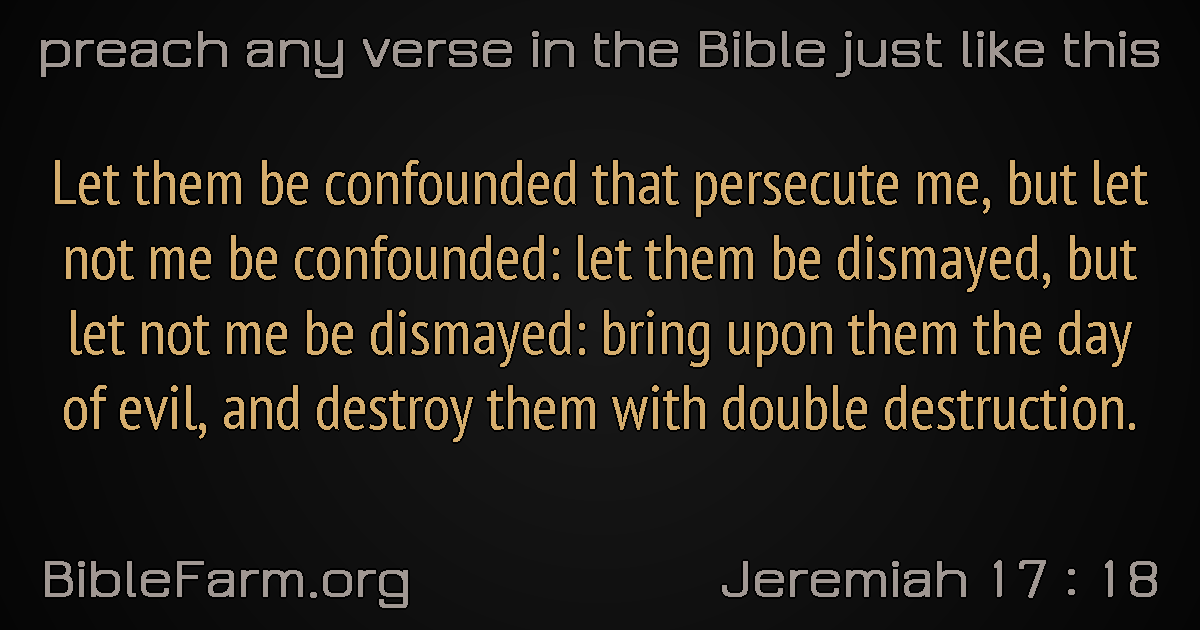 preach any verse in the Bible just like this
Let them be confounded that persecute me, but let
not me be confounded: let them be dismayed, but
let not me be dismayed: bring upon them the day
of evil, and destroy them with double destruction.
BibleFarm.org
Jeremiah 17 : 18